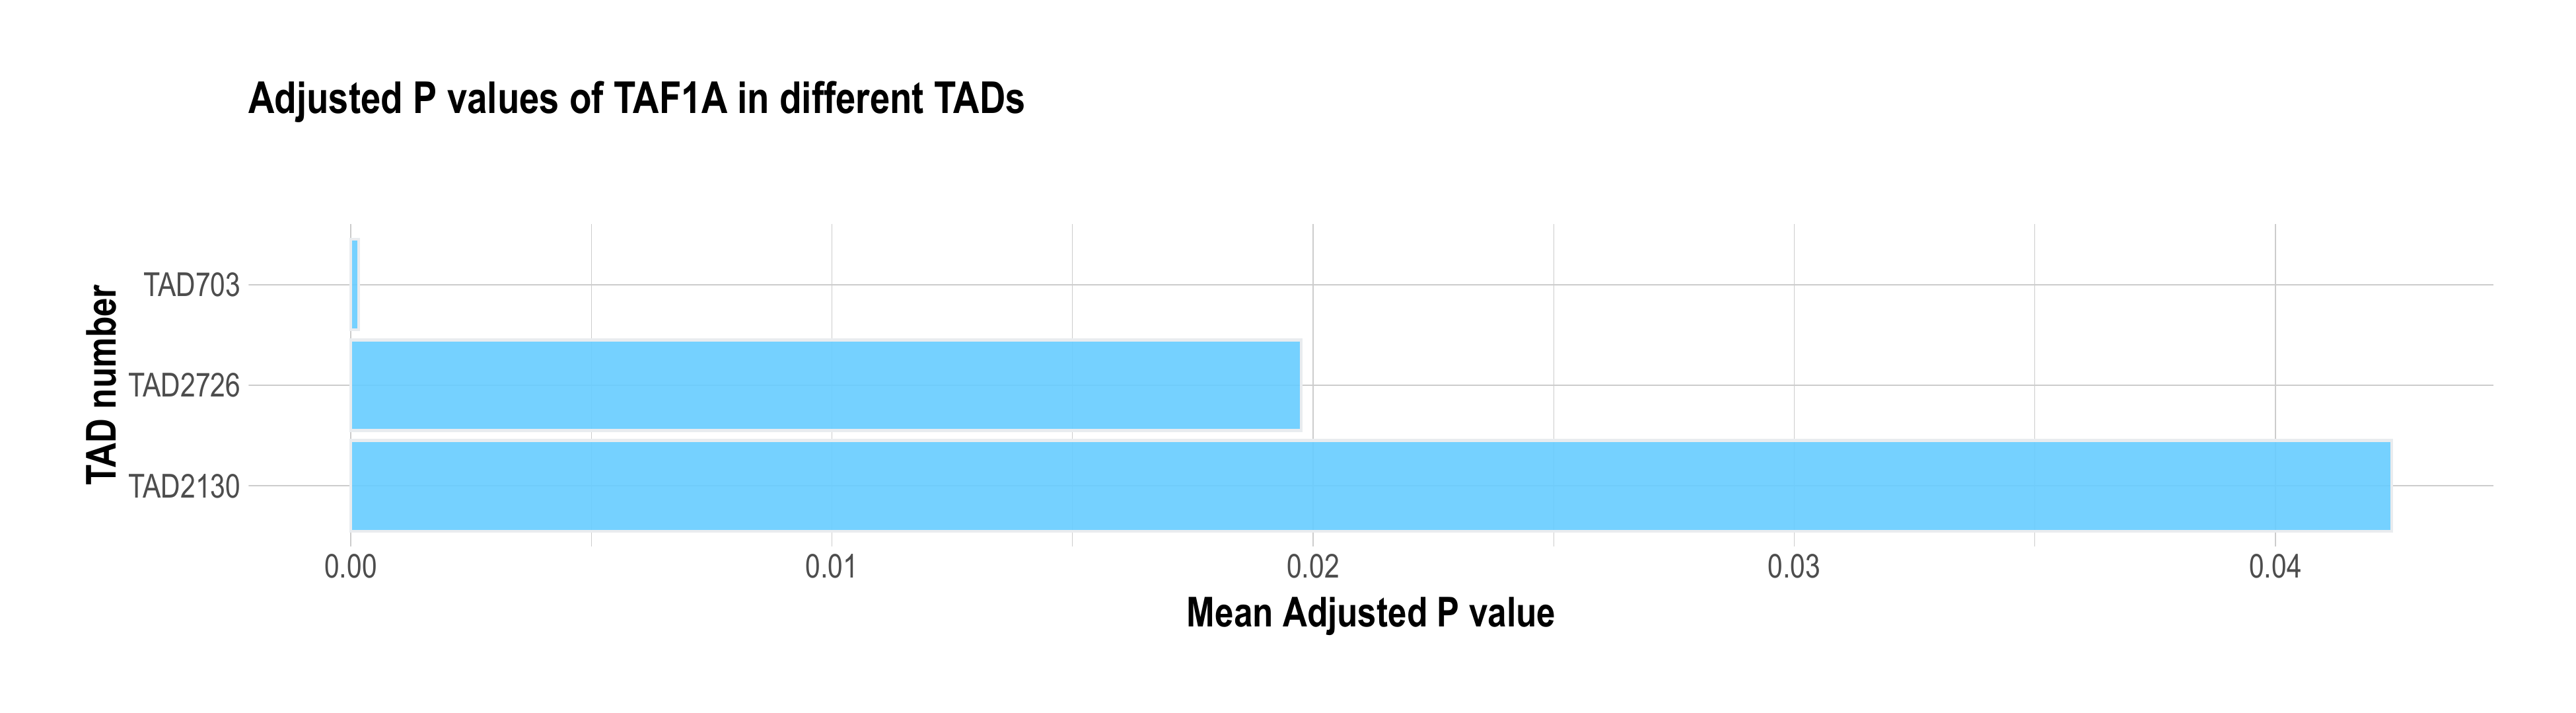 Adjusted P values of TAF1A in different TADs
TAD number
TAD703
TAD2726
TAD2130
0.00 0.01 0.02 0.03 0.04
Mean Adjusted P value